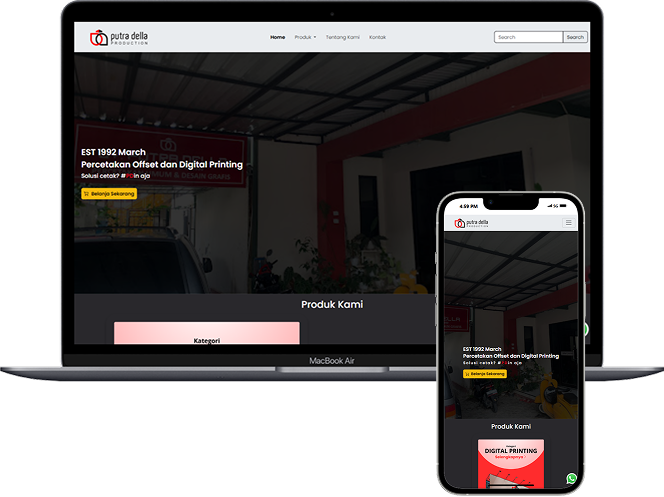 putra della
PRODUCTION
Home Produk Tentang Kami Kontak
Search Search
EST 1992 March
Percetakan Offset dan Digital Printing
Solusi cetak? #PDin aja
Belanja Sekarang
Produk Kami
Kategori
MacBook Air
4:59 PM 5G
putra della
PRODUCTION
EST 1992 March
Percetakan Offset dan Digital Printing
Solusi cetak? #PDin aja
Belanja Sekarang
Produk Kami
Kategori
DIGITAL PRINTING
Selengkapnya